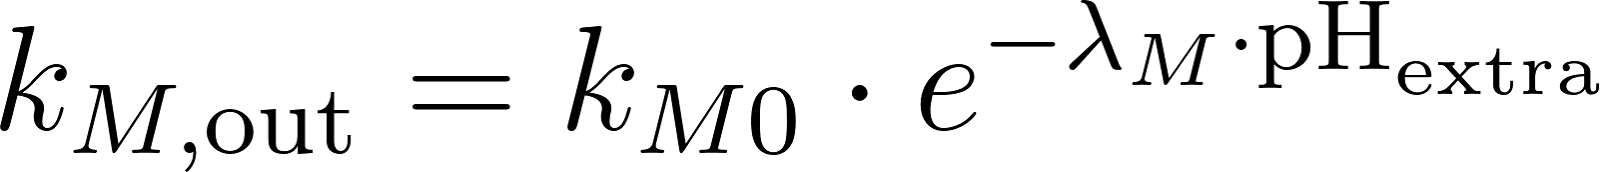 k_{M,out} = k_{M0} · e^{−λ_M·pH_{extra}}